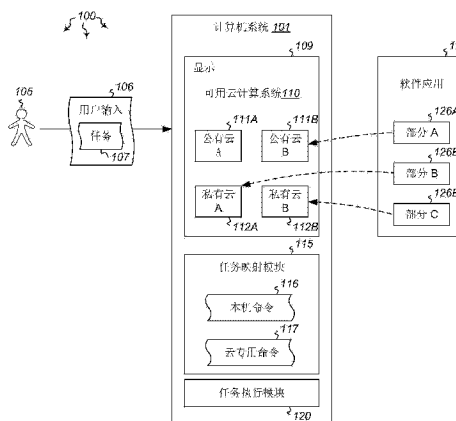 100
计算机系统 101
105
106
用户输入
任务
107
109
显示
可用云计算系统 110
111A
111B
公有云 A
公有云 B
私有云 A
私有云 B
112A
112B
软件应用
126A
部分 A
126B
部分 B
126B
部分 C
115
任务映射模块
116
本机命令
117
云专用命令
任务执行模块
120